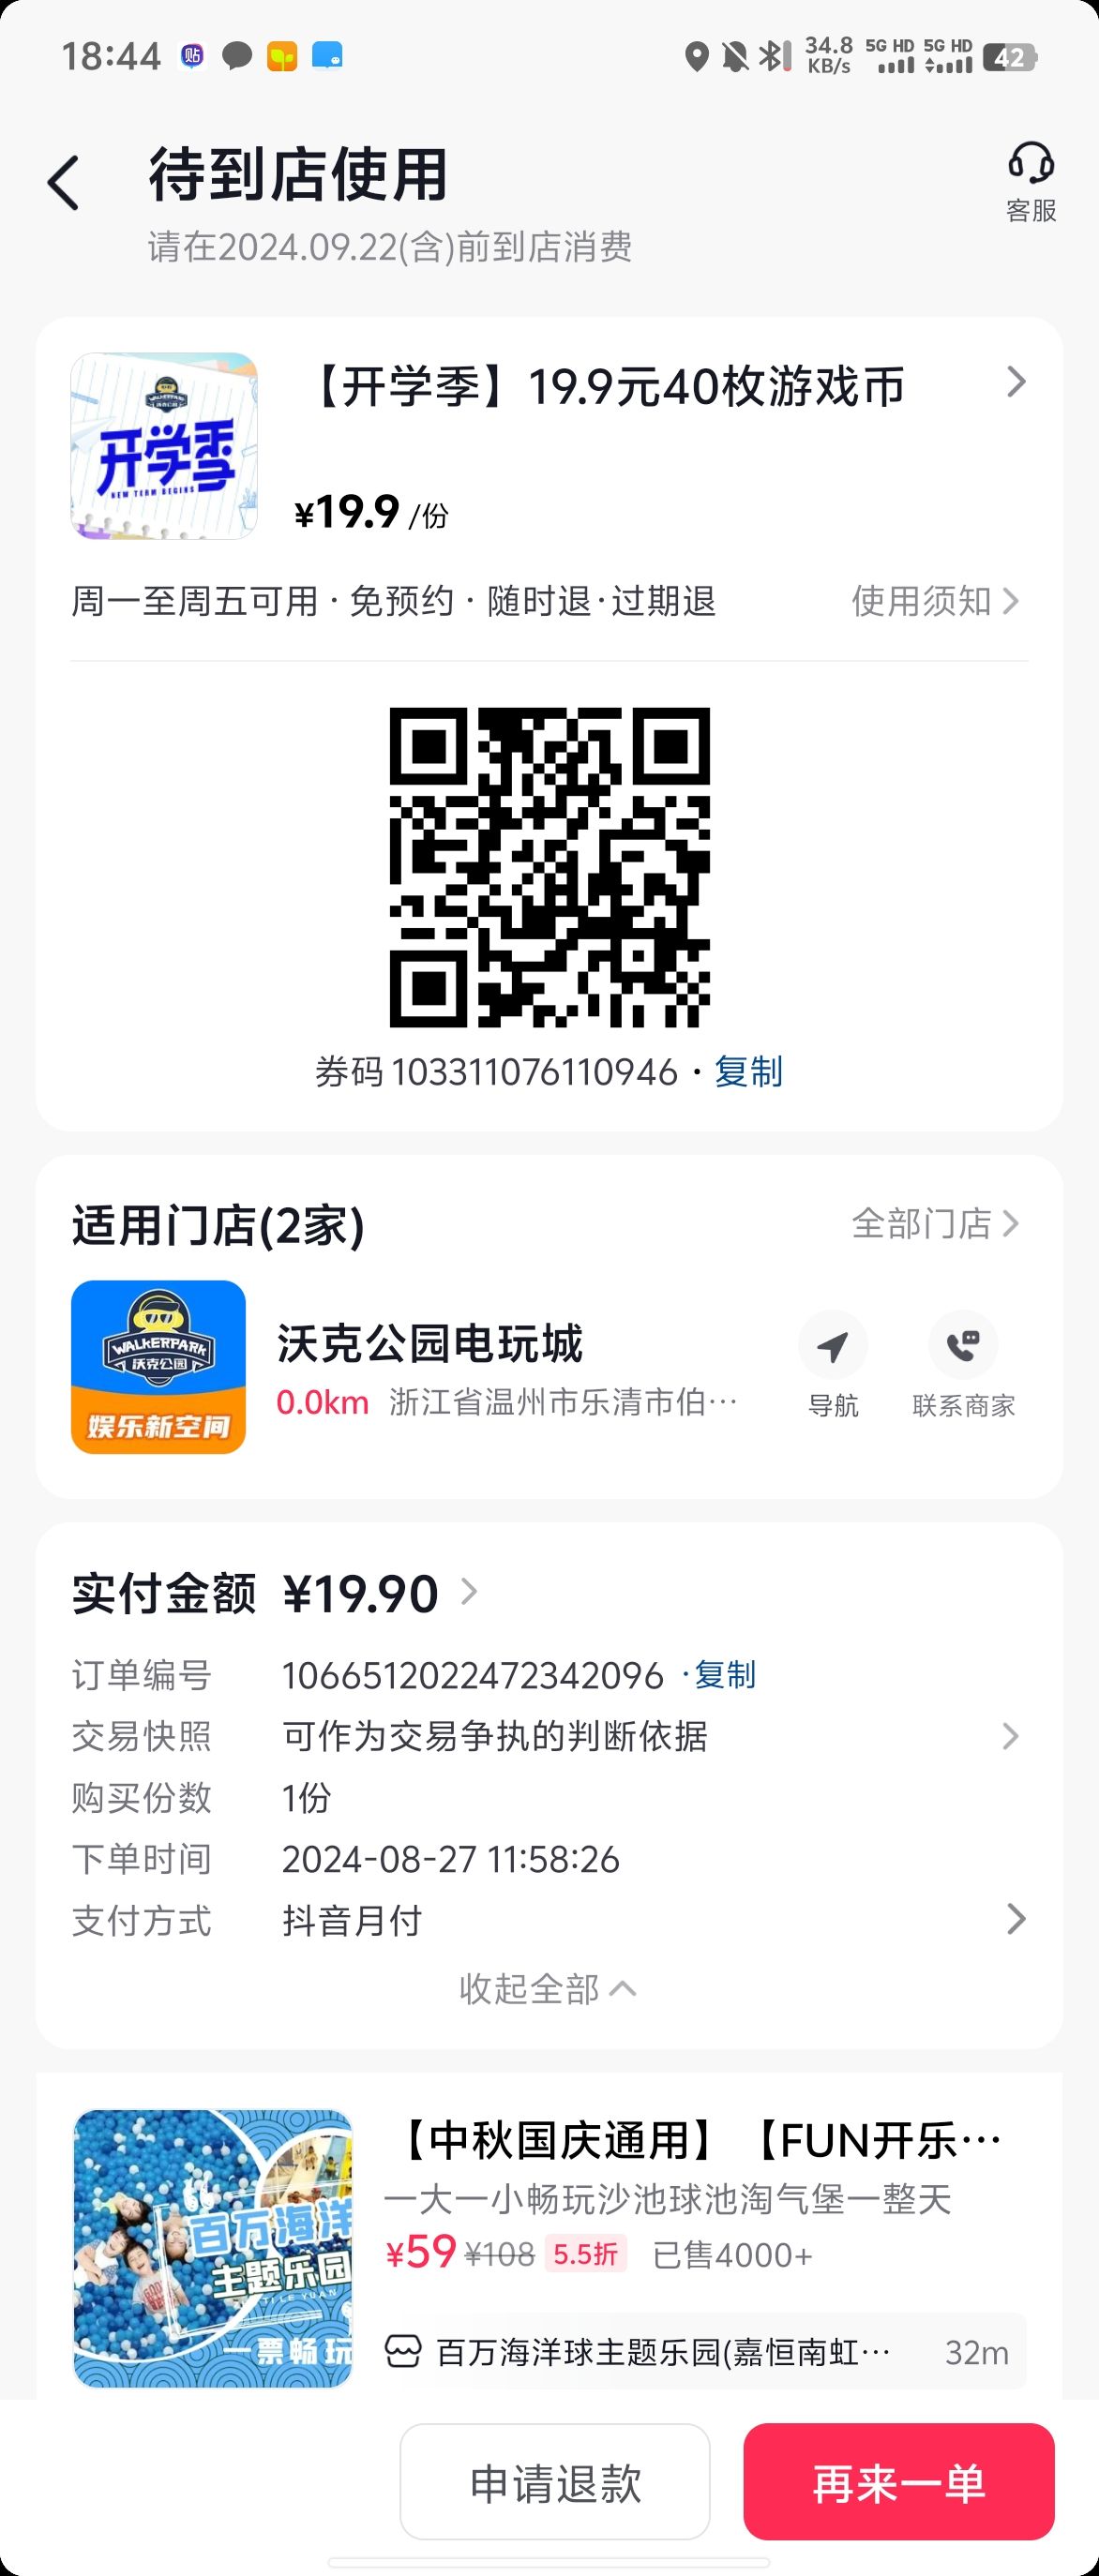 18:44 贴 34.8 KB/s 5G HD 5G HD 42
待到店使用
客服
请在2024.09.22(含)前到店消费
【开学季】19.9元40枚游戏币
WALKERPARK
开学季
NEW TEAM BEGINS
¥19.9 /份
周一至周五可用 · 免预约 · 随时退·过期退 使用须知
券码 103311076110946 · 复制
适用门店(2家) 全部门店
WALKERPARK
沃克公园
娱乐新空间
沃克公园电玩城
0.0km 浙江省温州市乐清市伯…
导航 联系商家
实付金额 ¥19.90
订单编号 1066512022472342096 ·复制
交易快照 可作为交易争执的判断依据
购买份数 1份
下单时间 2024-08-27 11:58:26
支付方式 抖音月付
收起全部
百万海洋
主题乐园
一票畅玩
【中秋国庆通用】【FUN开乐…
一大一小畅玩沙池球池淘气堡一整天
¥59 ¥108 5.5折 已售4000+
百万海洋球主题乐园(嘉恒南虹… 32m
申请退款 再来一单